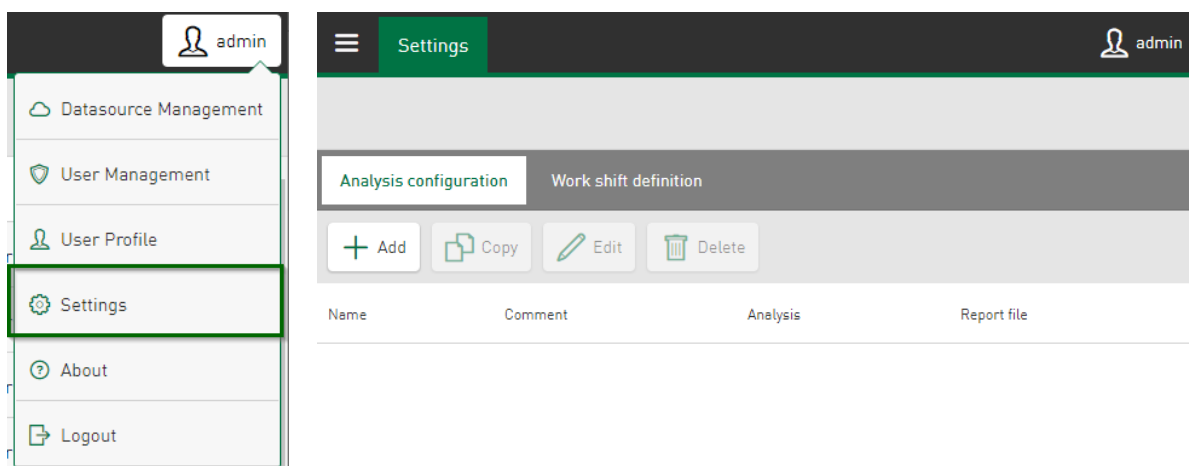 admin
Datasource Management
User Management
User Profile
Settings
About
Logout
Settings
admin
Analysis configuration Work shift definition
Add Copy Edit Delete
Name Comment Analysis Report file